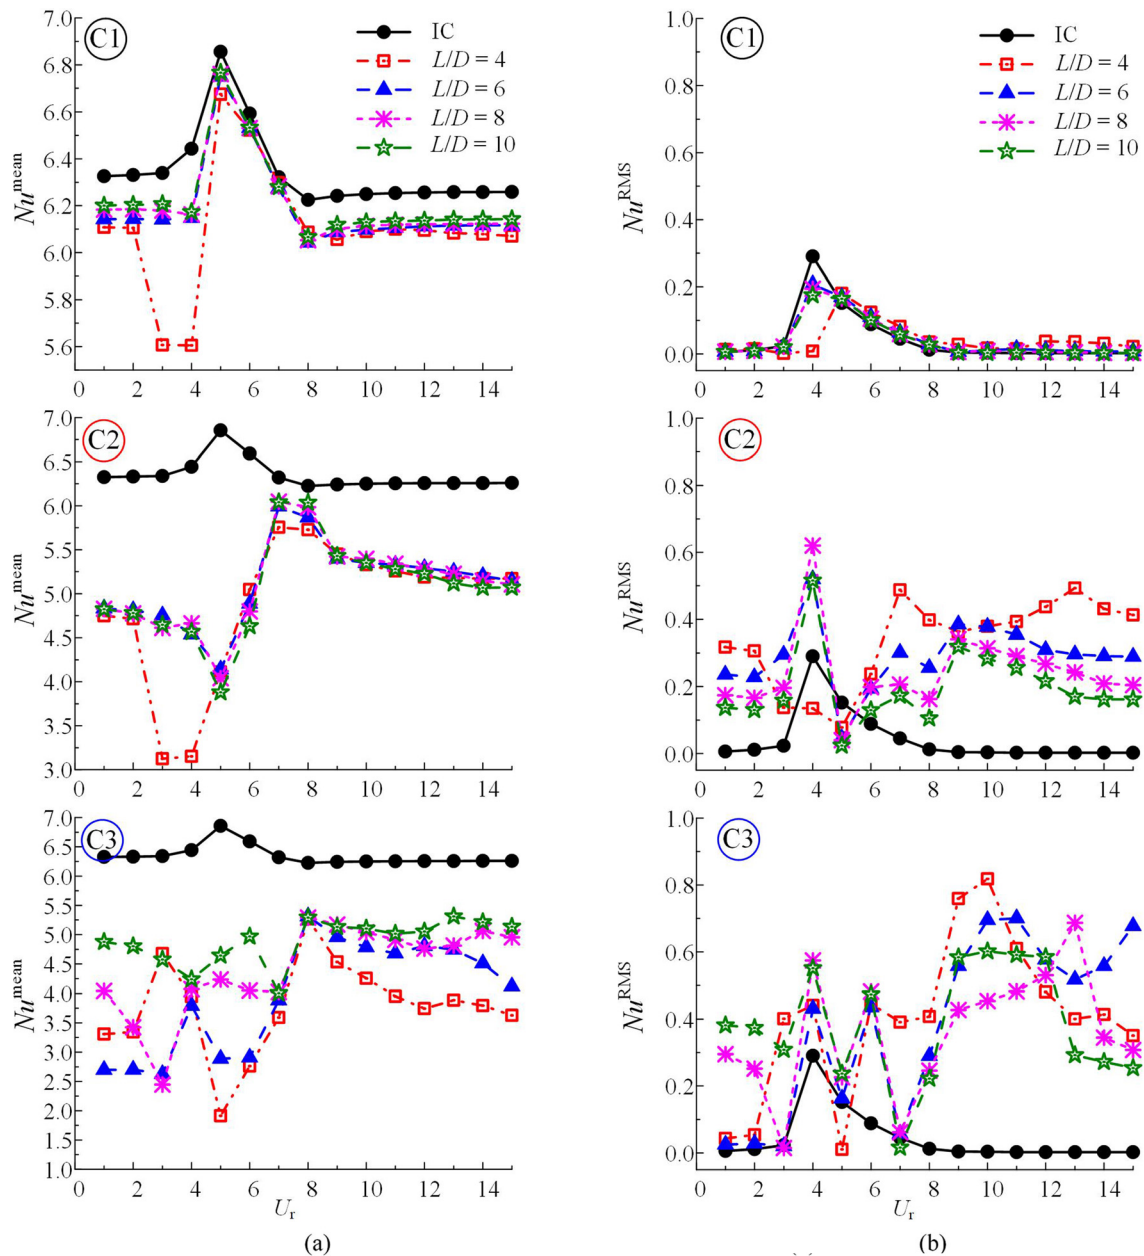 C1
IC
L/D = 4
L/D = 6
L/D = 8
L/D = 10
Nu^mean
7.0
6.8
6.6
6.4
6.2
6.0
5.8
5.6
0 2 4 6 8 10 12 14
C1
IC
L/D = 4
L/D = 6
L/D = 8
L/D = 10
Nu^RMS
1.0
0.8
0.6
0.4
0.2
0.0
0 2 4 6 8 10 12 14
C2
Nu^mean
7.0
6.5
6.0
5.5
5.0
4.5
4.0
3.5
3.0
0 2 4 6 8 10 12 14
C2
Nu^RMS
1.0
0.8
0.6
0.4
0.2
0.0
0 2 4 6 8 10 12 14
C3
Nu^mean
7.0
6.5
6.0
5.5
5.0
4.5
4.0
3.5
3.0
2.5
2.0
1.5
1.0
0 2 4 6 8 10 12 14
U_r
(a)
C3
Nu^RMS
1.0
0.8
0.6
0.4
0.2
0.0
0 2 4 6 8 10 12 14
U_r
(b)